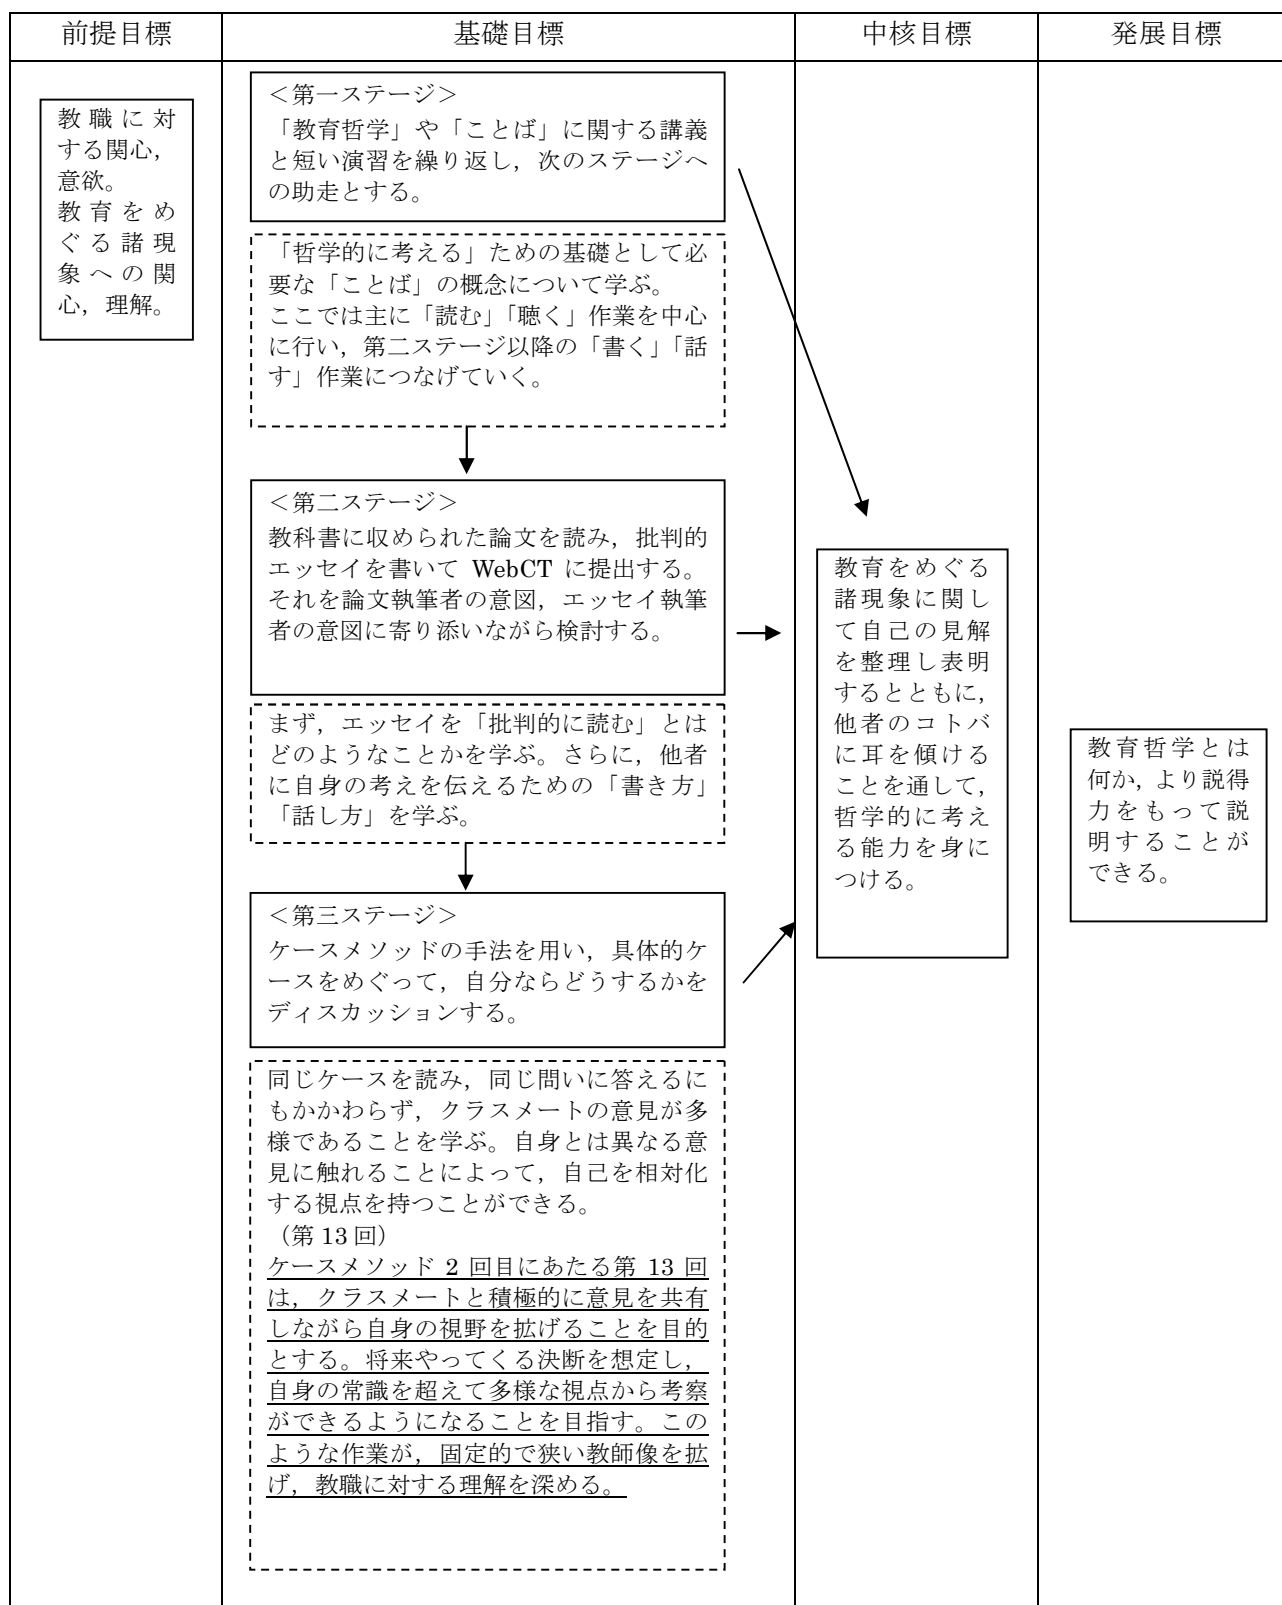 前提目標
基礎目標
中核目標
発展目標
教職に対
する関心，
意欲。
教育をめ
ぐる諸現
象への関
心，理解。
＜第一ステージ＞
「教育哲学」や「ことば」に関する講義
と短い演習を繰り返し，次のステージへ
の助走とする。
「哲学的に考える」ための基礎として必
要な「ことば」の概念について学ぶ。
ここでは主に「読む」「聴く」作業を中心
に行い，第二ステージ以降の「書く」「話
す」作業につなげていく。
＜第二ステージ＞
教科書に収められた論文を読み，批判的
エッセイを書いて WebCT に提出する。
それを論文執筆者の意図，エッセイ執筆
者の意図に寄り添いながら検討する。
まず，エッセイを「批判的に読む」とは
どのようなことかを学ぶ。さらに，他者
に自身の考えを伝えるための「書き方」
「話し方」を学ぶ。
＜第三ステージ＞
ケースメソッドの手法を用い，具体的ケ
ースをめぐって，自分ならどうするかを
ディスカッションする。
同じケースを読み，同じ問いに答えるに
もかかわらず，クラスメートの意見が多
様であることを学ぶ。自身とは異なる意
見に触れることによって，自己を相対化
する視点を持つことができる。
（第 13 回）
ケースメソッド 2 回目にあたる第 13 回
は，クラスメートと積極的に意見を共有
しながら自身の視野を拡げることを目的
とする。将来やってくる決断を想定し，
自身の常識を超えて多様な視点から考察
ができるようになることを目指す。この
ような作業が，固定的で狭い教師像を拡
げ，教職に対する理解を深める。
教育をめぐる
諸現象に関し
て自己の見解
を整理し表明
するとともに，
他者のコトバ
に耳を傾ける
ことを通して，
哲学的に考え
る能力を身に
つける。
教育哲学とは
何か，より説得
力をもって説
明することが
できる。